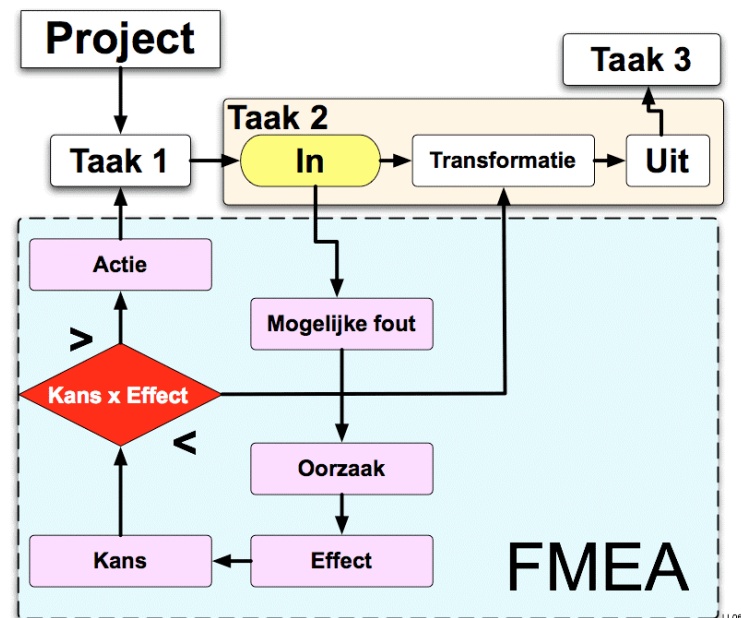 Project
Taak 3
Taak 2
Taak 1
In
Transformatie
Uit
Actie
Mogelijke fout
>
Kans x Effect
<
Oorzaak
Kans
Effect
FMEA